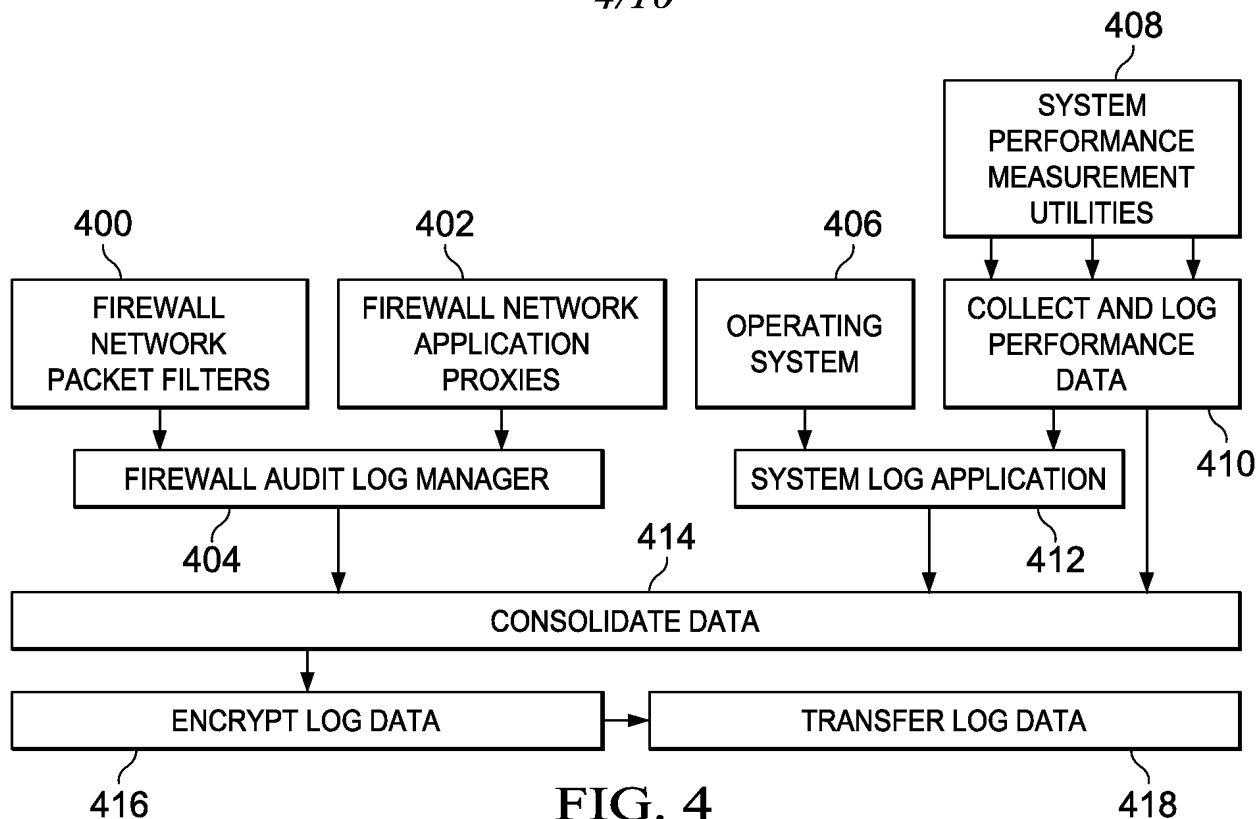 4/10
408
SYSTEM
PERFORMANCE
MEASUREMENT
UTILITIES
400
402
406
FIREWALL
NETWORK
PACKET FILTERS
FIREWALL NETWORK
APPLICATION
PROXIES
OPERATING
SYSTEM
COLLECT AND LOG
PERFORMANCE
DATA
410
FIREWALL AUDIT LOG MANAGER
SYSTEM LOG APPLICATION
404
414
412
CONSOLIDATE DATA
ENCRYPT LOG DATA
TRANSFER LOG DATA
416
FIG. 4
418